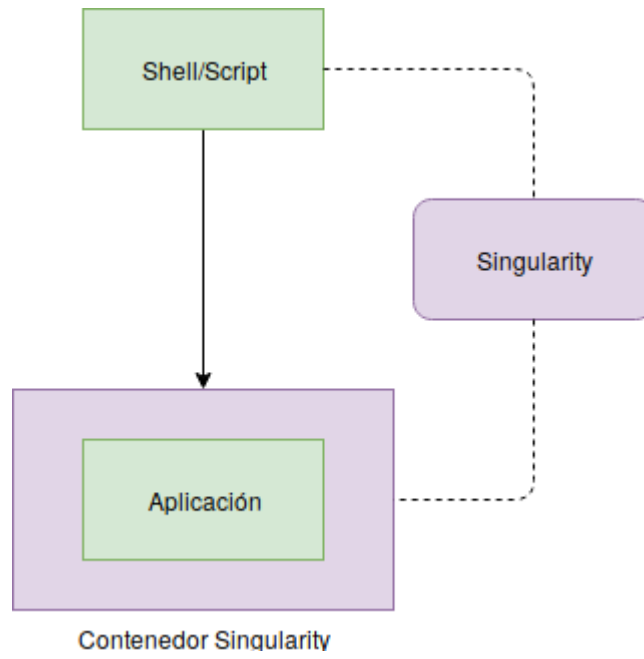 Shell/Script
Singularity
Aplicación
Contenedor Singularity